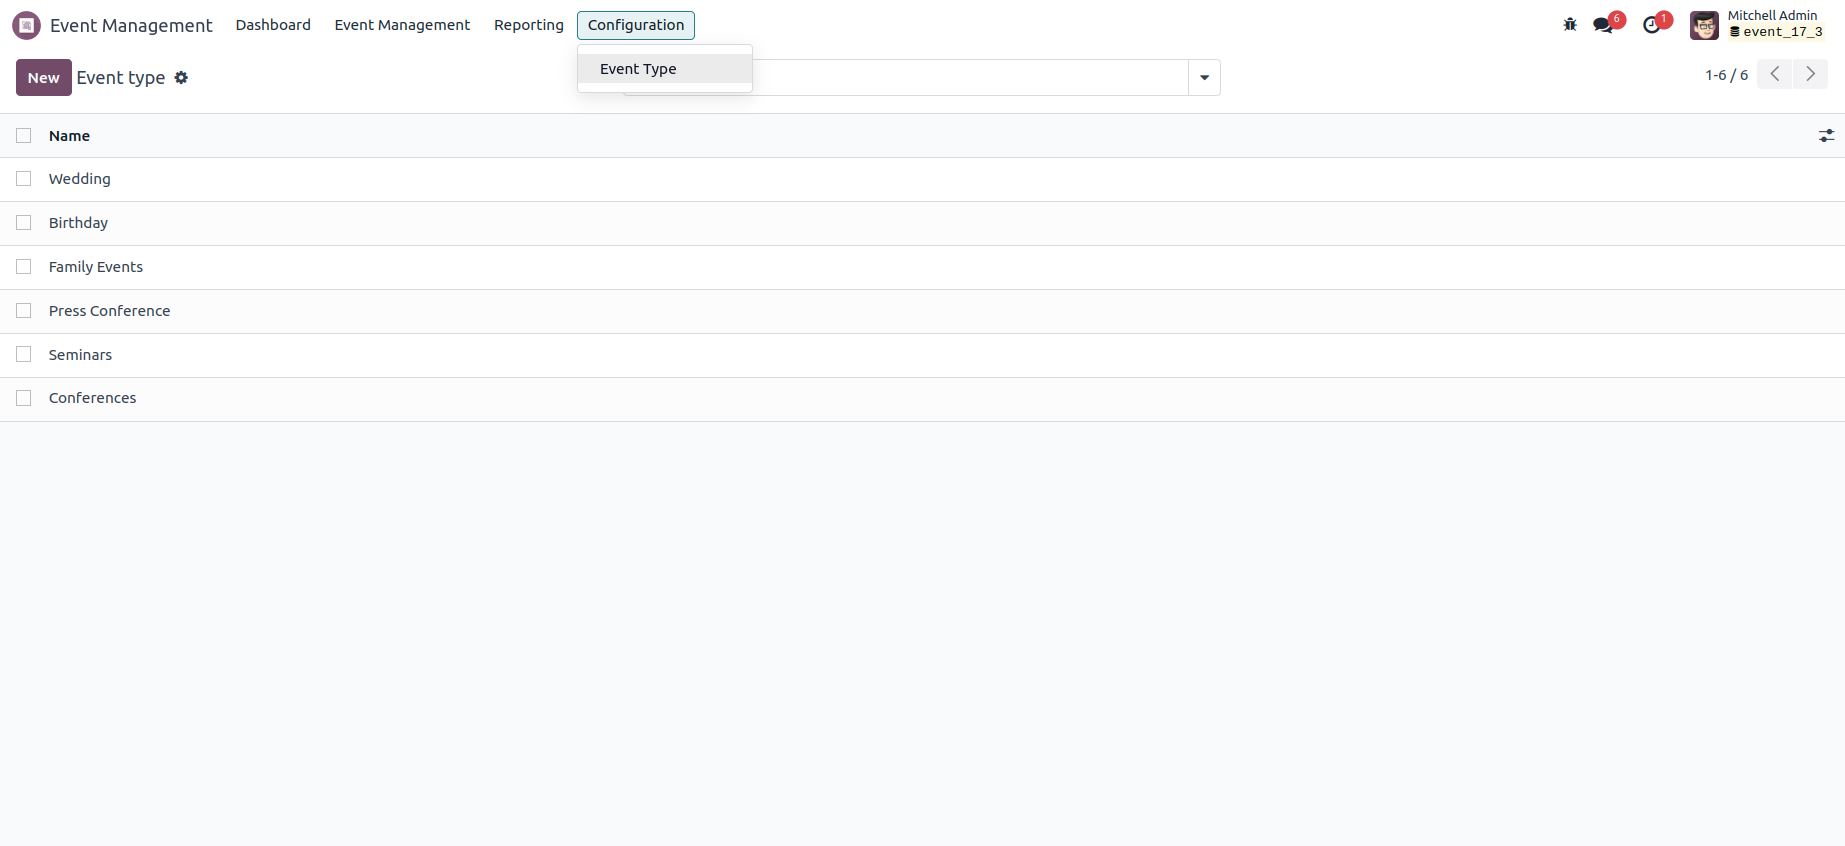 Event Management Dashboard Event Management Reporting Configuration 6 1 Mitchell Admin
event_17_3
Event Type
New Event type 1-6 / 6
Name
Wedding
Birthday
Family Events
Press Conference
Seminars
Conferences